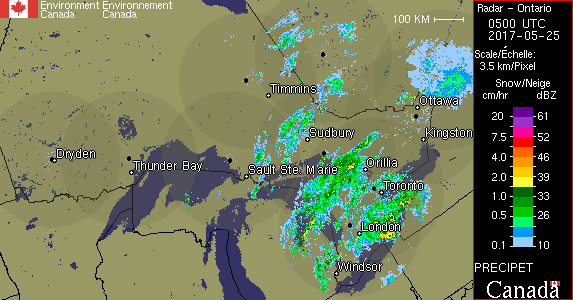 Environment Environnement
Canada Canada
100 KM
Timmins
Ottawa
Sudbury
Kingston
Dryden
Thunder Bay
Sault Ste. Marie
Orillia
Toronto
London
Windsor
Radar - Ontario
0500 UTC
2017-05-25
Scale/Échelle:
3.5 km/Pixel
Snow/Neige
cm/hr dBZ
20 61
7.5 52
4.0 46
2.0 39
1.0 33
0.5 26
0.1 10
PRECIPET
Canada